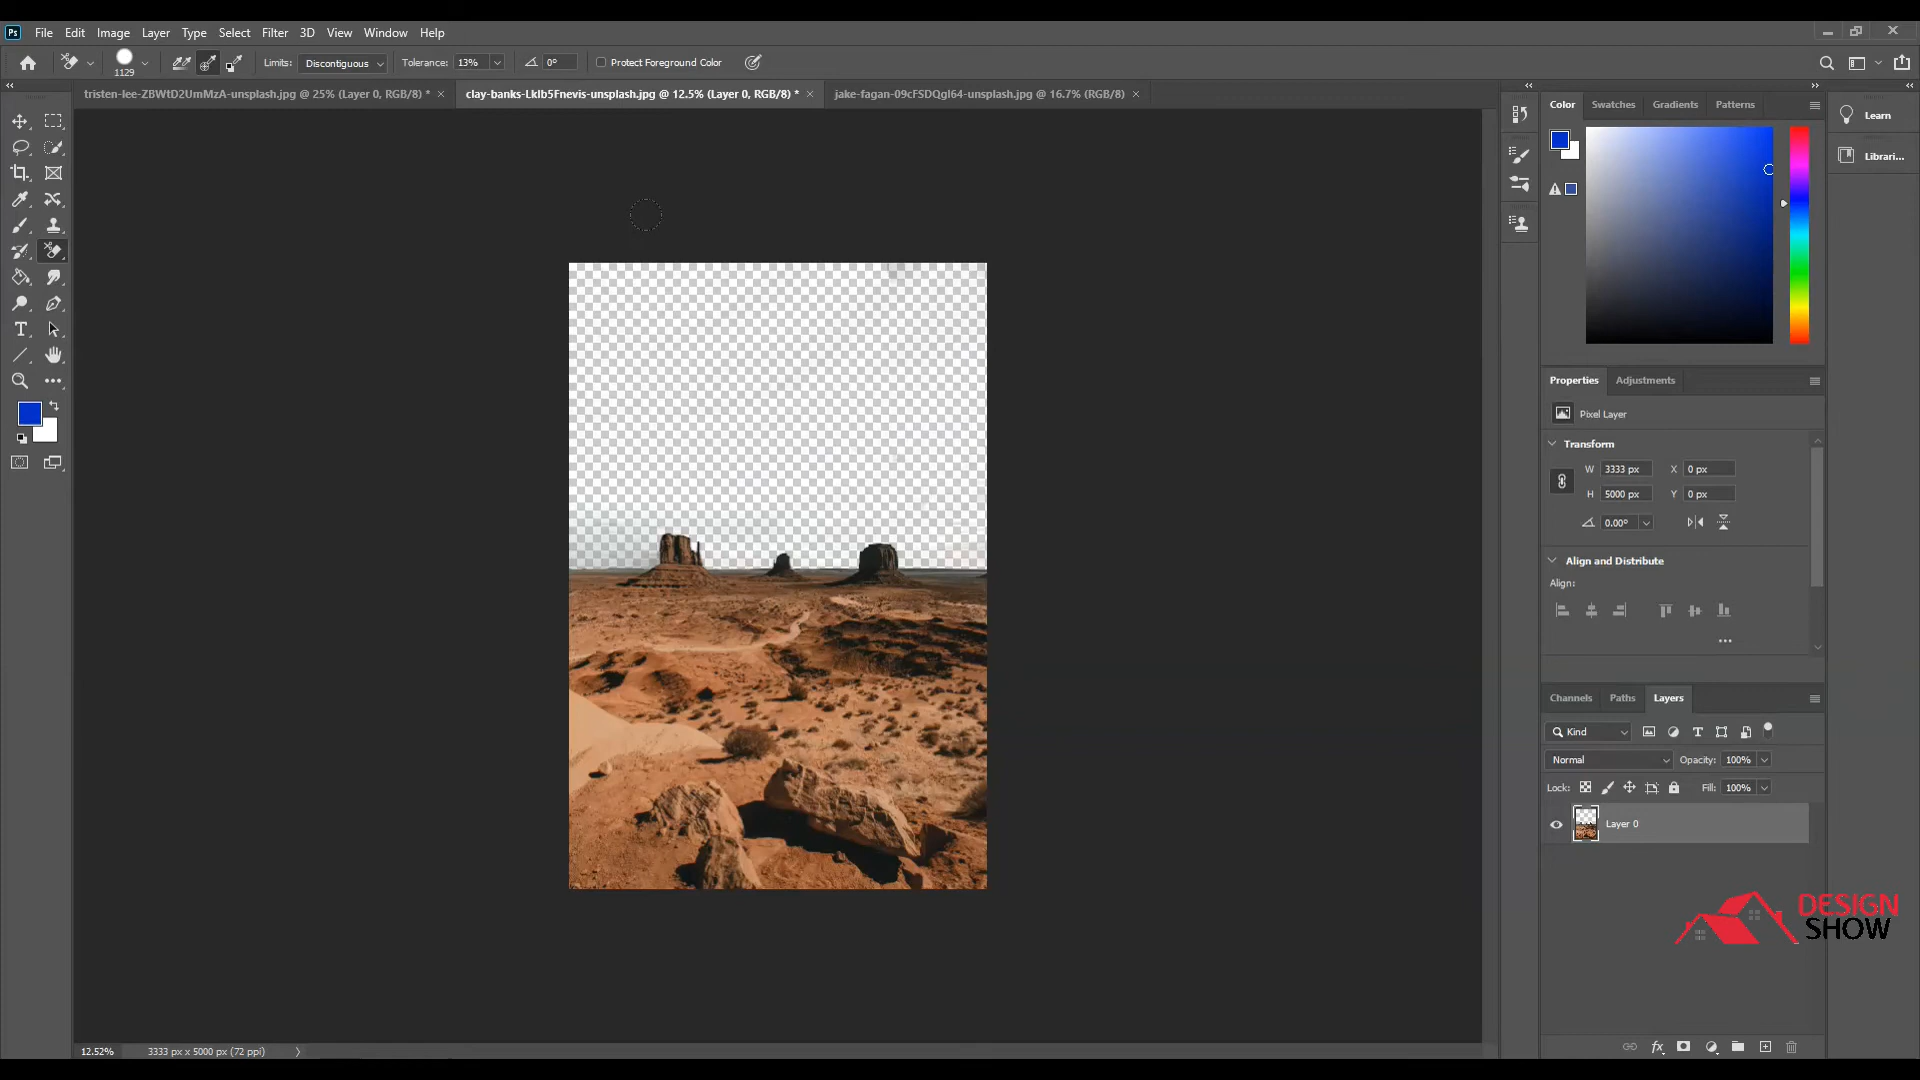 Ps File Edit Image Layer Type Select Filter 3D View Window Help
1129 Limits: Discontiguous Tolerance: 13% 0° Protect Foreground Color
tristen-lee-ZBWtD2UmMzA-unsplash.jpg @ 25% (Layer 0, RGB/8) * × clay-banks-LkIb5Fnevis-unsplash.jpg @ 12.5% (Layer 0, RGB/8) * × jake-fagan-09cFSDQgl64-unsplash.jpg @ 16.7% (RGB/8) ×
Color Swatches Gradients Patterns
Learn
Librari...
Properties Adjustments
Pixel Layer
Transform
W 3333 px X 0 px
H 5000 px Y 0 px
0.00°
Align and Distribute
Align:
Channels Paths Layers
Kind
Normal Opacity: 100%
Lock: Fill: 100%
Layer 0
DESIGN
SHOW
fx
12.52% 3333 px x 5000 px (72 ppi)